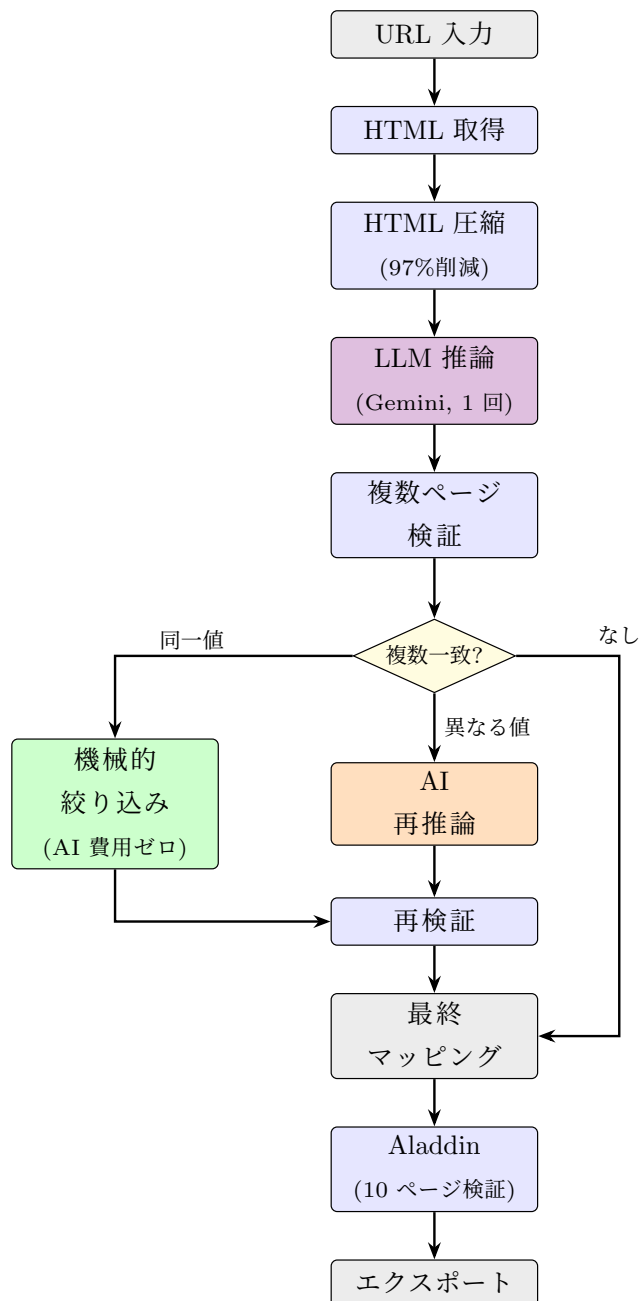 URL 入力
HTML 取得
HTML 圧縮
(97%削減)
LLM 推論
(Gemini, 1 回)
複数ページ
検証
同一値
複数一致?
なし
異なる値
機械的
絞り込み
(AI 費用ゼロ)
AI
再推論
再検証
最終
マッピング
Aladdin
(10 ページ検証)
エクスポート